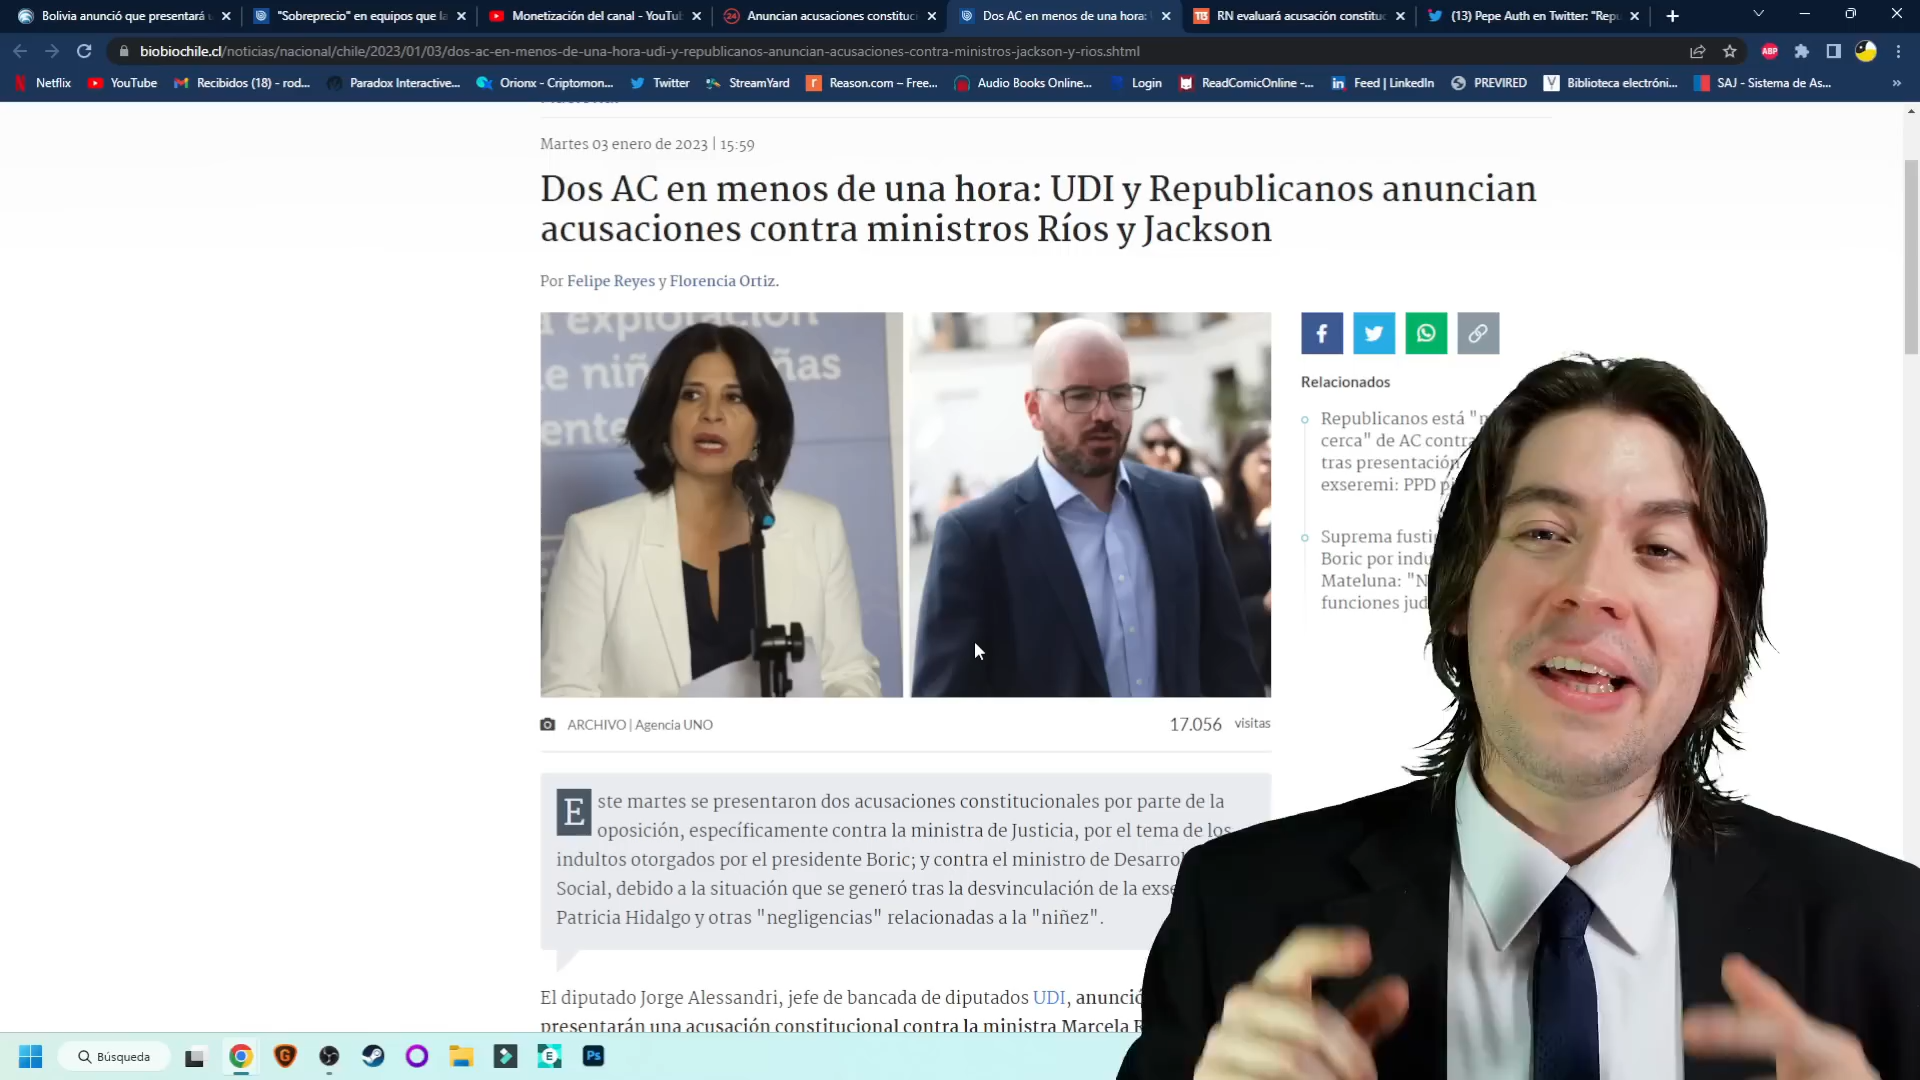 Bolivia anunció que presentará
"Sobreprecio" en equipos que la
Monetización del canal - YouTu
Anuncian acusaciones constituc
Dos AC en menos de una hora:
RN evaluará acusación constituc
(13) Pepe Auth en Twitter: "Rep
biobiochile.cl/noticias/nacional/chile/2023/01/03/dos-ac-en-menos-de-una-hora-udi-y-republicanos-anuncian-acusaciones-contra-ministros-jackson-y-rios.shtml
ABP
Netflix
YouTube
Recibidos (18) - rod...
Paradox Interactive...
Orionx - Criptomon...
Twitter
StreamYard
Reason.com – Free...
Audio Books Online...
Login
ReadComicOnline -...
Feed | LinkedIn
PREVIRED
Biblioteca electróni...
SAJ - Sistema de As...
»
Martes 03 enero de 2023 | 15:59
Dos AC en menos de una hora: UDI y Republicanos anuncian
acusaciones contra ministros Ríos y Jackson
Por Felipe Reyes y Florencia Ortiz.
Relacionados
Republicanos está "
cerca" de AC contra
tras presentación
exseremi: PPD
Suprema
Boric por
Mateluna: "N
funciones
ARCHIVO | Agencia UNO
17.056 visitas
Este martes se presentaron dos acusaciones constitucionales por parte de la
oposición, específicamente contra la ministra de Justicia, por el tema de los
indultos otorgados por el presidente Boric; y contra el ministro de Desarrol
Social, debido a la situación que se generó tras la desvinculación de la exse
Patricia Hidalgo y otras "negligencias" relacionadas a la "niñez".
El diputado Jorge Alessandri, jefe de bancada de diputados UDI, anunció
presentarán una acusación constitucional contra la ministra Marcela R
Búsqueda
Ps